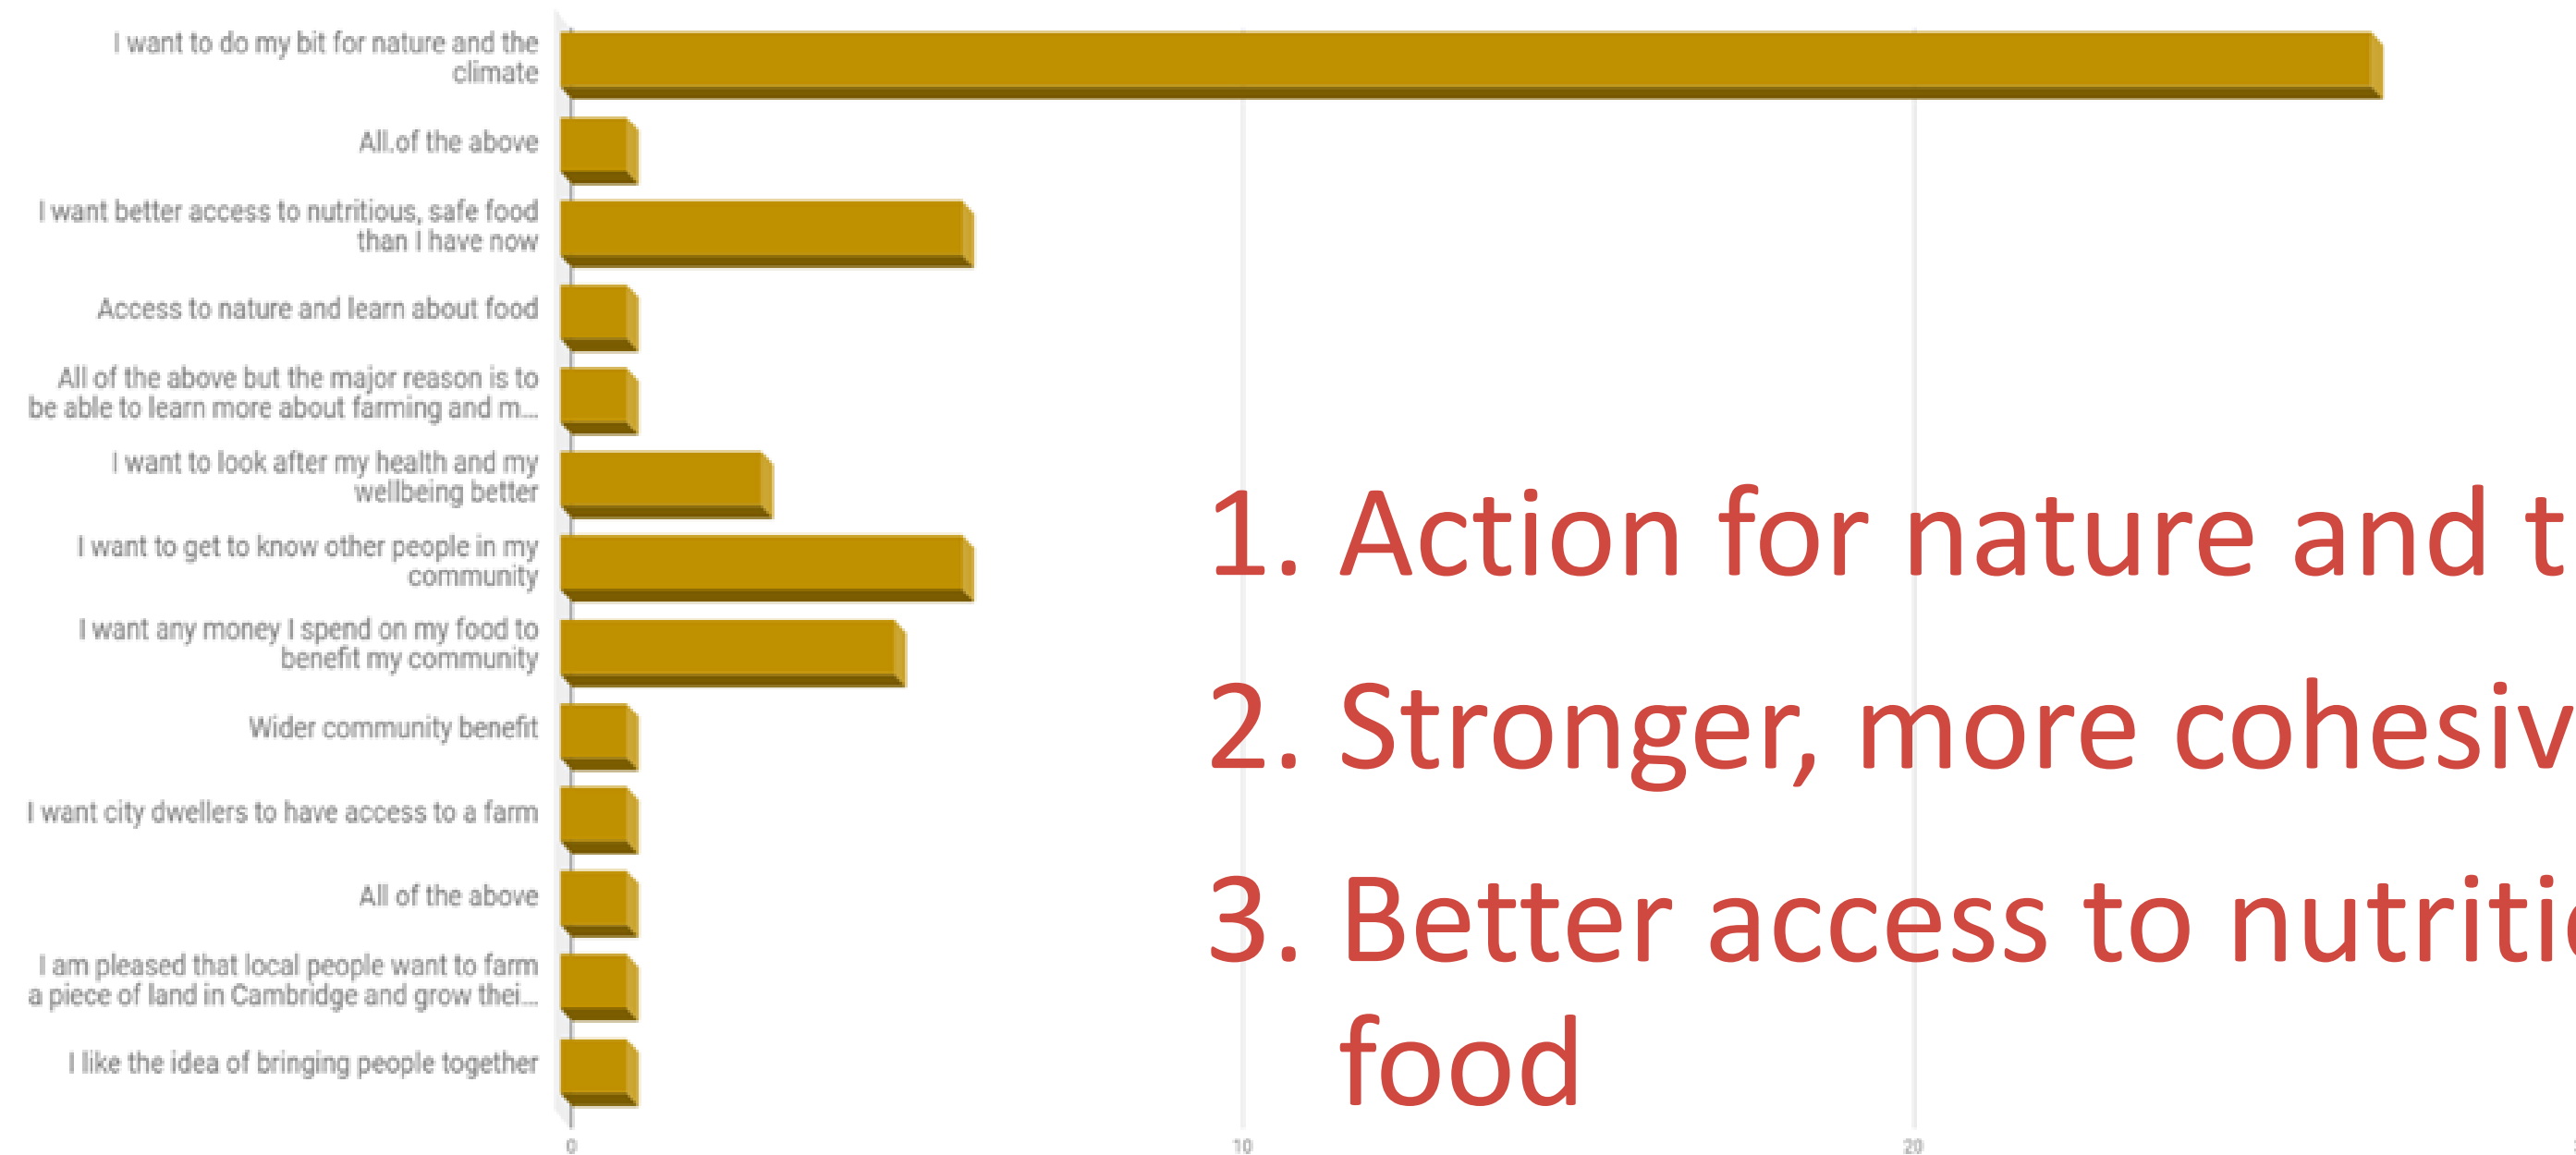 I want to do my bit for nature and the
climate
All.of the above
I want better access to nutritious, safe food
than I have now
Access to nature and learn about food
All of the above but the major reason is to
be able to learn more about farming and m...
I want to look after my health and my
wellbeing better
I want to get to know other people in my
community
I want any money I spend on my food to
benefit my community
Wider community benefit
I want city dwellers to have access to a farm
All of the above
I am pleased that local people want to farm
a piece of land in Cambridge and grow thei...
I like the idea of bringing people together
0
10
20
1. Action for nature and
2. Stronger, more
3. Better access to
food